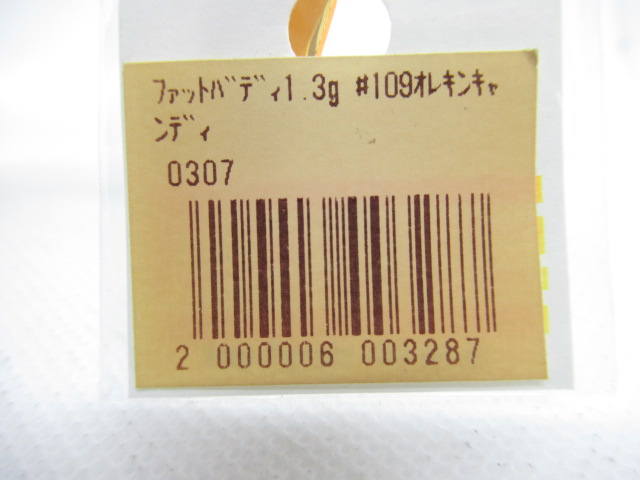 ﾌｧｯﾄﾊﾞﾃﾞｨ1.3g #109ｵﾚｷﾝｷｬ
ﾝﾃﾞｨ
0307
2 000006 003287